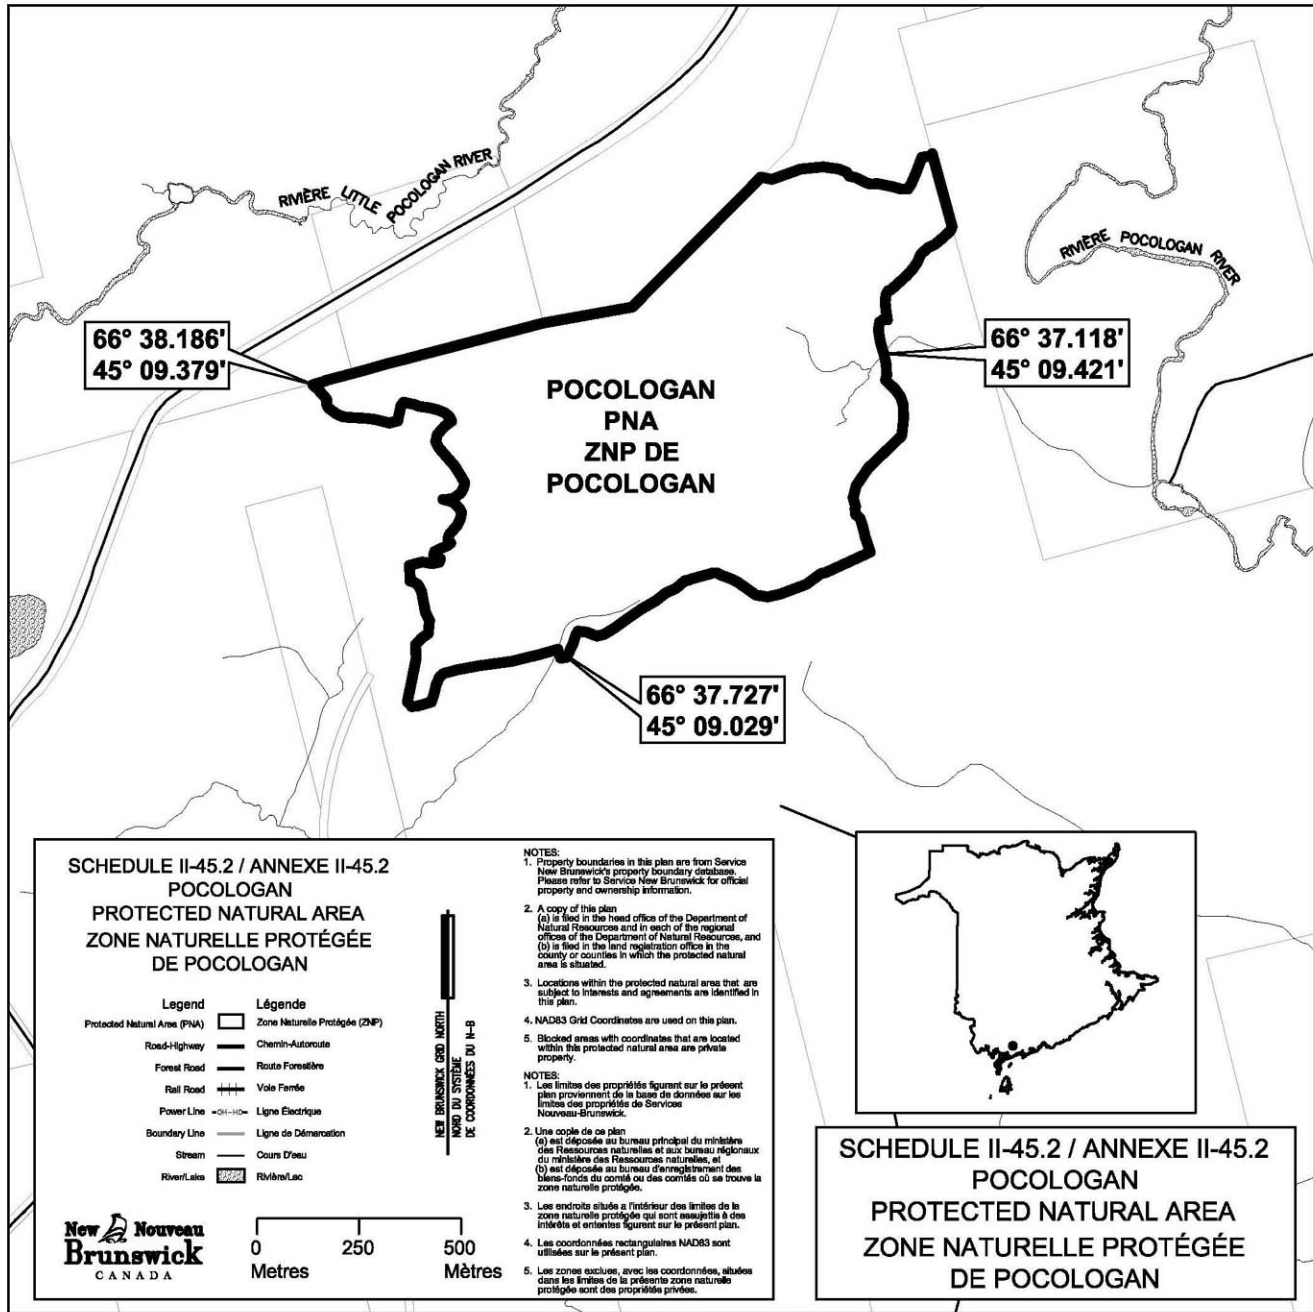 RIVIÈRE LITTLE POCOLOGAN RIVER
RIVIÈRE POCOLOGAN RIVER
66° 38.186'
45° 09.379'
66° 37.118'
45° 09.421'
POCOLOGAN
PNA
ZNP DE
POCOLOGAN
66° 37.727'
45° 09.029'
SCHEDULE II-45.2 / ANNEXE II-45.2
POCOLOGAN
PROTECTED NATURAL AREA
ZONE NATURELLE PROTÉGÉE
DE POCOLOGAN
Legend Légende
Protected Natural Area (PNA) Zone Naturelle Protégée (ZNP)
Road-Highway Chemin-Autoroute
Forest Road Route Forestière
Rail Road Voie Ferrée
Power Line OH-HO Ligne Électrique
Boundary Line Ligne de Démarcation
Stream Cours D'eau
River/Lake Rivière/Lac
NEW BRUNSWICK GRID NORTH
NORD DU SYSTÈME
DE COORDONNÉES DU N-B
New Nouveau
Brunswick
CANADA
0 250 500
Metres Mètres
NOTES:
1. Property boundaries in this plan are from Service
New Brunswick's property boundary database.
Please refer to Service New Brunswick for official
property and ownership information.
2. A copy of this plan
(a) is filed in the head office of the Department of
Natural Resources and in each of the regional
offices of the Department of Natural Resources, and
(b) is filed in the land registration office in the
county or counties in which the protected natural
area is situated.
3. Locations within the protected natural area that are
subject to interests and agreements are identified in
this plan.
4. NAD83 Grid Coordinates are used on this plan.
5. Blocked areas with coordinates that are located
within this protected natural area are private
property.
NOTES:
1. Les limites des propriétés figurant sur le présent
plan proviennent de la base de données sur les
limites des propriétés de Services
Nouveau-Brunswick.
2. Une copie de ce plan
(a) est déposée au bureau principal du ministère
des Ressources naturelles et aux bureau régionaux
du ministère des Ressources naturelles, et
(b) est déposée au bureau d'enregistrement des
biens-fonds du comté ou des comtés où se trouve la
zone naturelle protégée.
3. Les endroits situés a l'intérieur des limites de la
zone naturelle protégée qui sont assujettis à des
intérêts et ententes figurent sur le présent plan.
4. Les coordonnées rectangulaires NAD83 sont
utilisées sur le présent plan.
5. Les zones exclues, avec les coordonnées, situées
dans les limites de la présente zone naturelle
protégée sont des propriétés privées.
SCHEDULE II-45.2 / ANNEXE II-45.2
POCOLOGAN
PROTECTED NATURAL AREA
ZONE NATURELLE PROTÉGÉE
DE POCOLOGAN